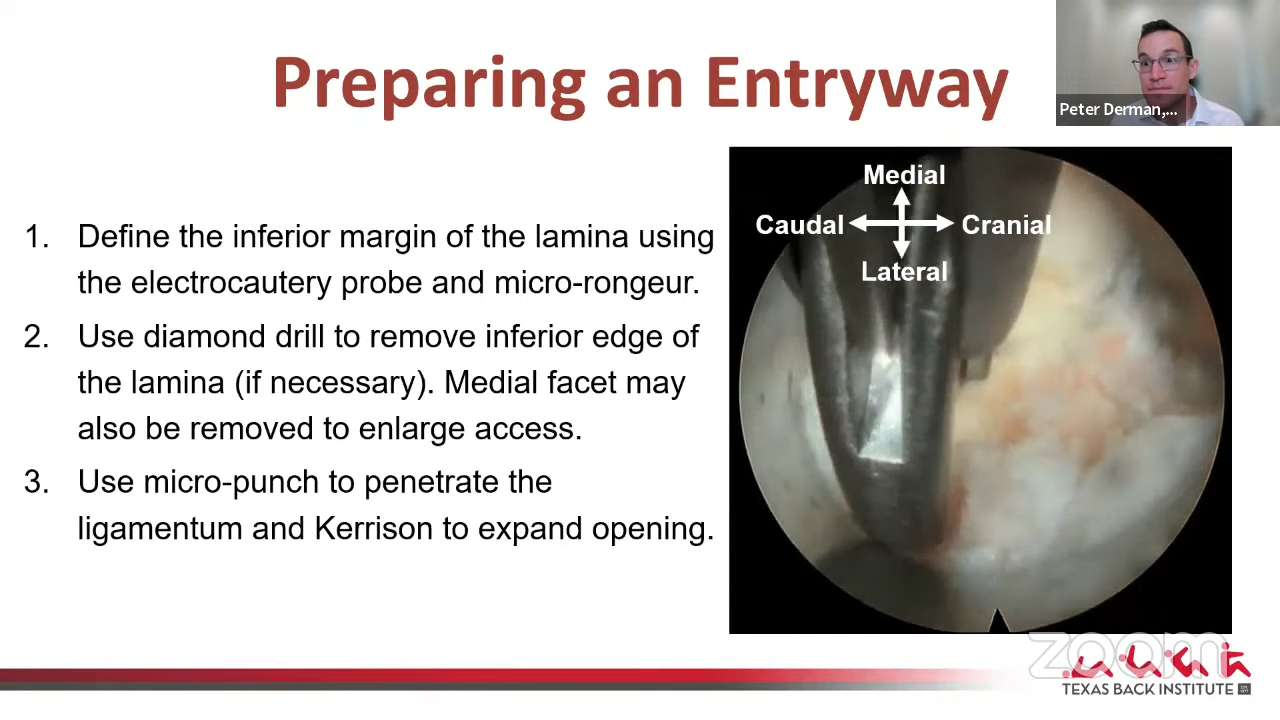 Preparing an Entryway
Peter Derman,...
1. Define the inferior margin of the lamina using
the electrocautery probe and micro-rongeur.
2. Use diamond drill to remove inferior edge of
the lamina (if necessary). Medial facet may
also be removed to enlarge access.
3. Use micro-punch to penetrate the
ligamentum and Kerrison to expand opening.
Medial
Caudal
Cranial
Lateral
zoom
TEXAS BACK INSTITUTE